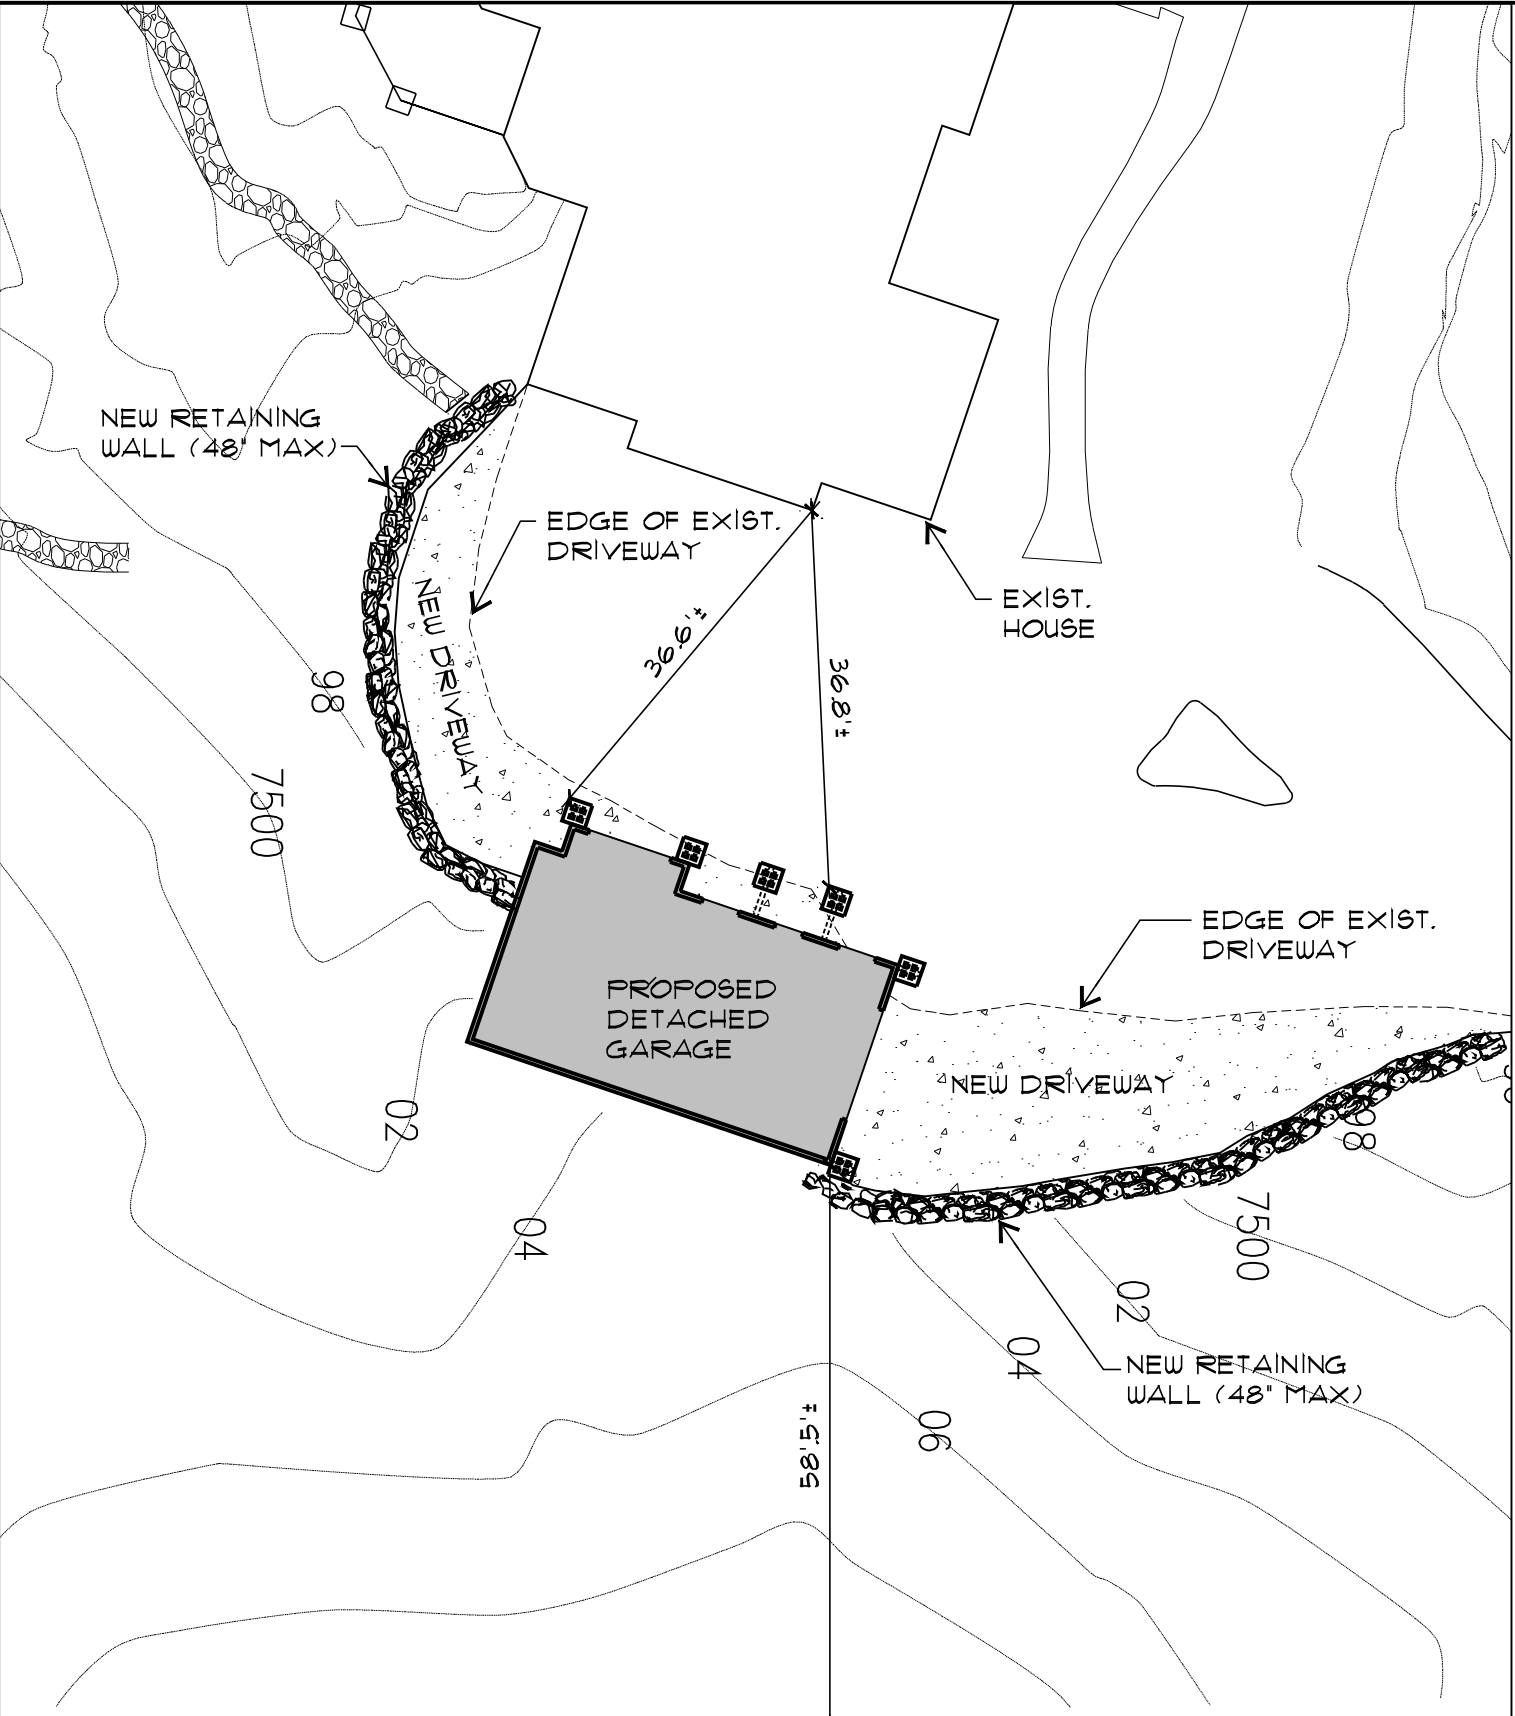 NEW RETAINING
WALL (48" MAX)
EDGE OF EXIST.
DRIVEWAY
EXIST.
HOUSE
NEW DRIVEWAY
36.6'±
36.8'±
98
7500
EDGE OF EXIST.
DRIVEWAY
PROPOSED
DETACHED
GARAGE
NEW DRIVEWAY
02
98
04
7500
02
04
NEW RETAINING
WALL (48" MAX)
06
58.5'±